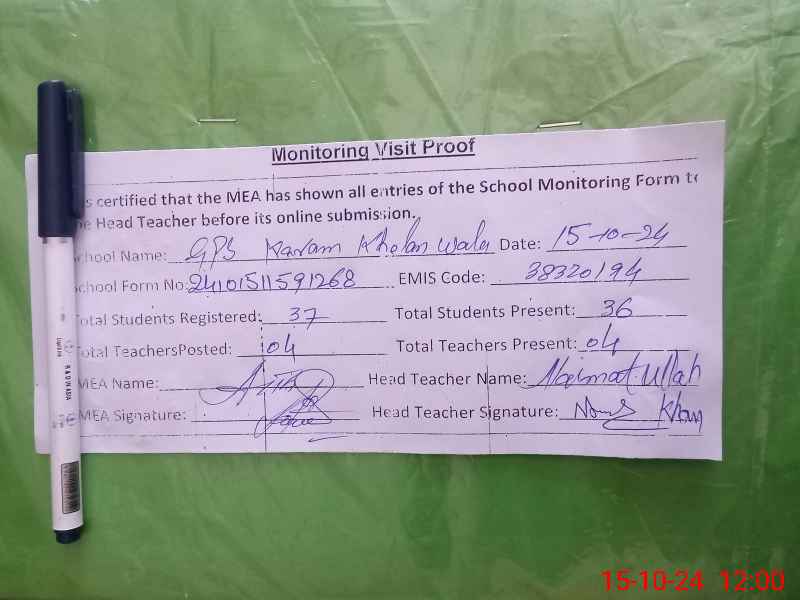 Monitoring Visit Proof
s certified that the MEA has shown all entries of the School Monitoring Form to
e Head Teacher before its online submission.
chool Name: GPS Karam Kholan Wala Date: 15-10-24
chool Form No: 24101511591268 EMIS Code: 38320194
Total Students Registered: 37 Total Students Present: 36
Total TeachersPosted: 04 Total Teachers Present: 04
MEA Name: Head Teacher Name: Naimat Ullah
MEA Signature: Head Teacher Signature: Khan
15-10-24 12:00